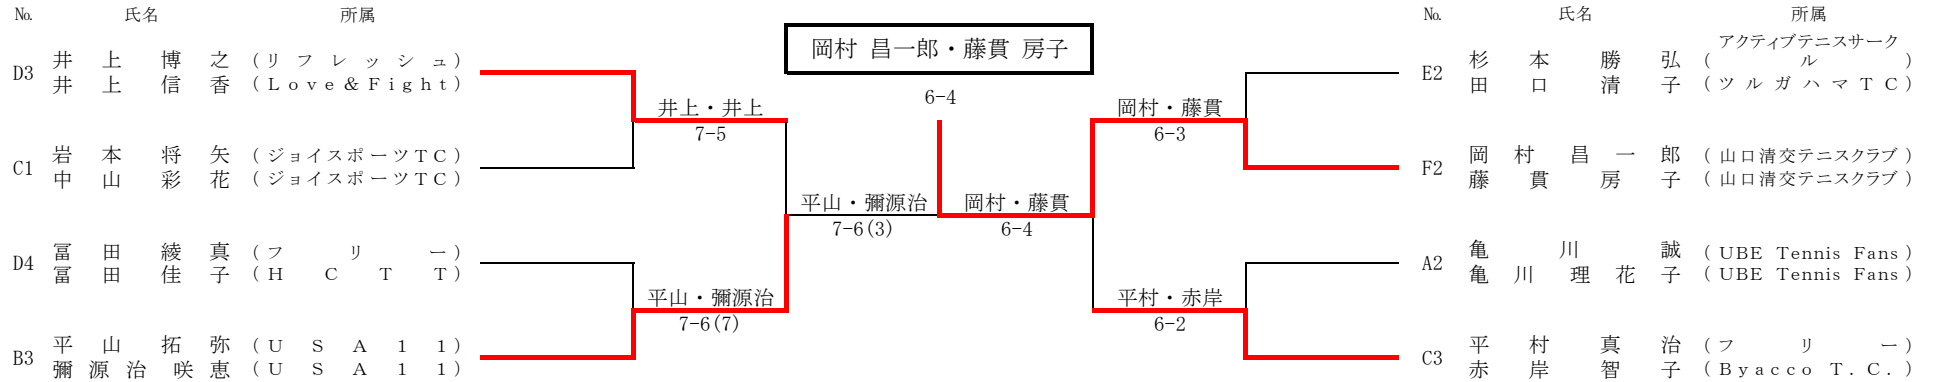 No. 氏名 所属
D3 井上博之 (リフレッシュ)
井上信香 (Love&Fight)
C1 岩本将矢 (ジョイスポーツTC)
中山彩花 (ジョイスポーツTC)
D4 冨田綾真 (フリー)
冨田佳子 (HCTT)
B3 平山拓弥 (USA11)
彌源治咲恵 (USA11)
井上・井上
7-5
平山・彌源治
7-6(7)
平山・彌源治
7-6(3)
岡村 昌一郎・藤貫 房子
6-4
岡村・藤貫
6-4
岡村・藤貫
6-3
平村・赤岸
6-2
No. 氏名 所属
E2 杉本勝弘 (アクティブテニスサークル)
田口清子 (ツルガハマTC)
F2 岡村昌一郎 (山口清交テニスクラブ)
藤貫房子 (山口清交テニスクラブ)
A2 亀川誠 (UBE Tennis Fans)
亀川理花子 (UBE Tennis Fans)
C3 平村真治 (フリー)
赤岸智子 (Byacco T.C.)